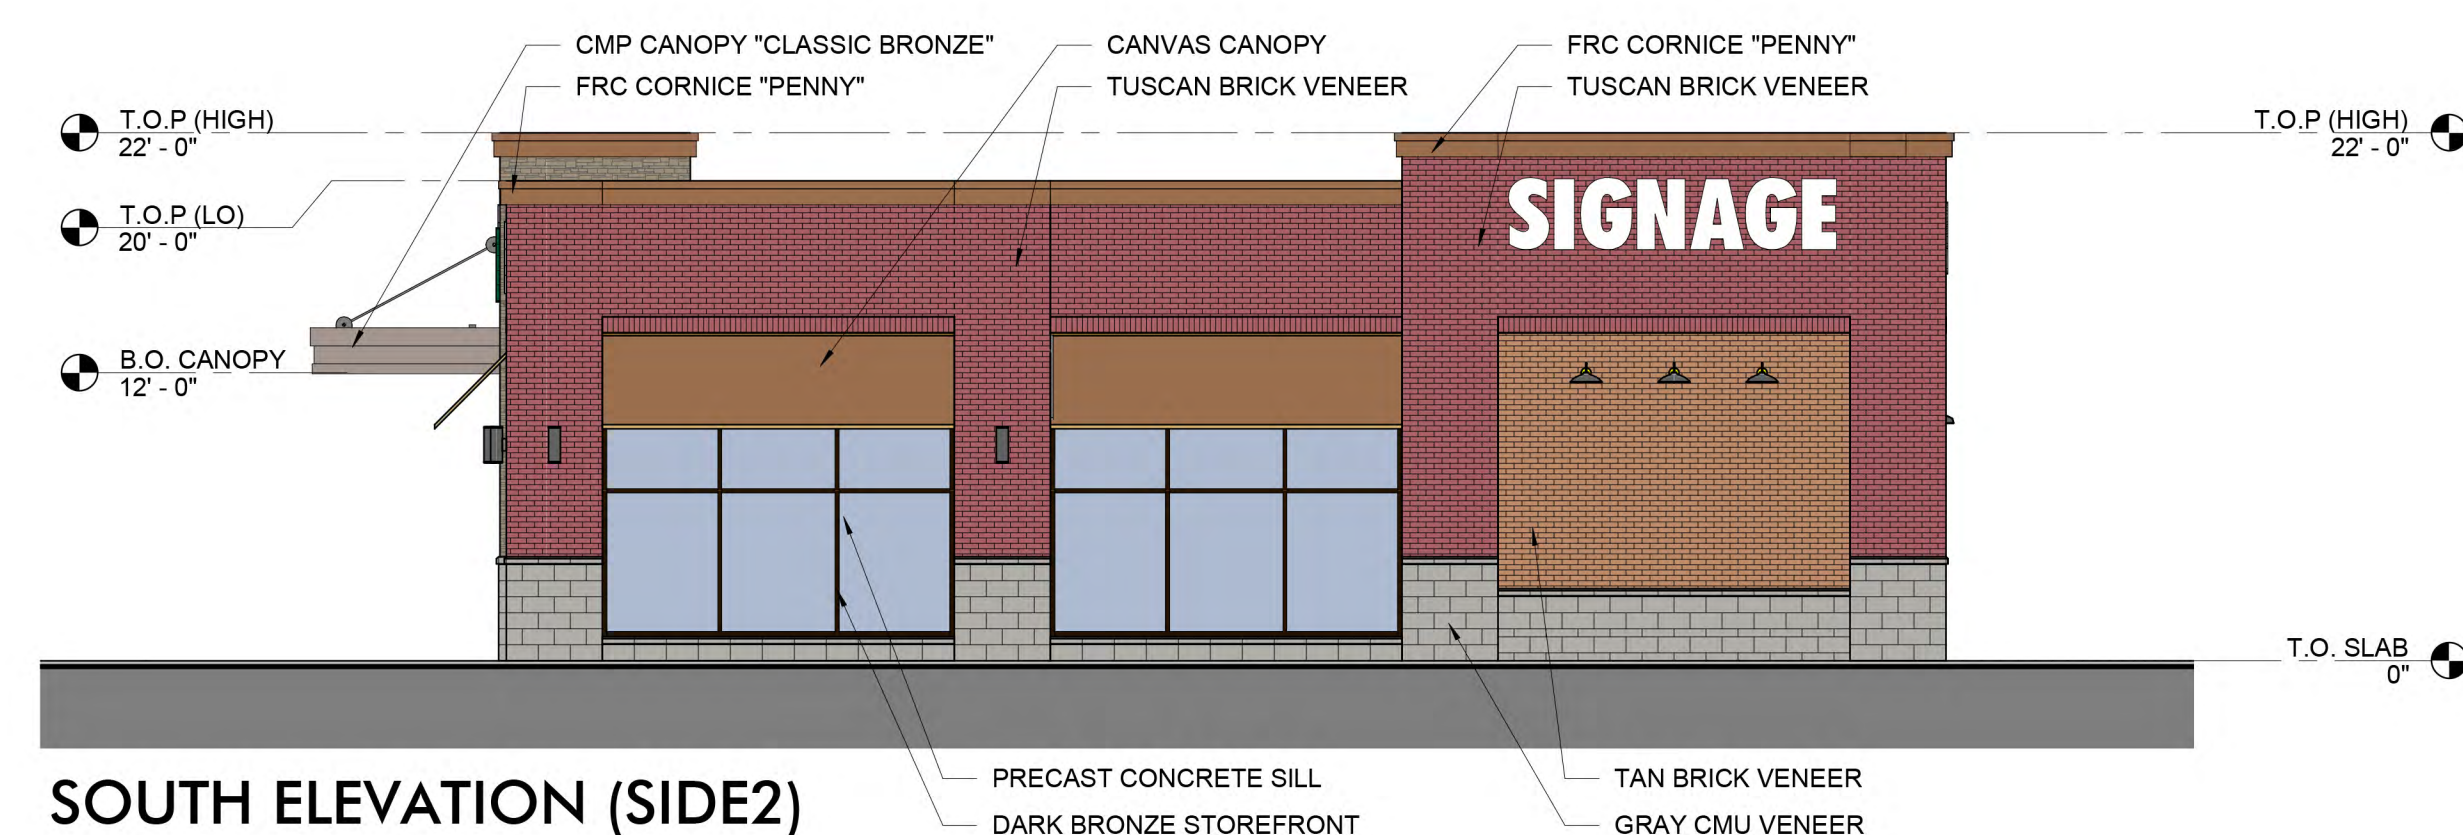 CMP CANOPY "CLASSIC BRONZE"
FRC CORNICE "PENNY"
CANVAS CANOPY
TUSCAN BRICK VENEER
FRC CORNICE "PENNY"
TUSCAN BRICK VENEER
T.O.P (HIGH)
22' - 0"
T.O.P (HIGH)
22' - 0"
T.O.P (LO)
20' - 0"
SIGNAGE
B.O. CANOPY
12' - 0"
T.O. SLAB
0"
PRECAST CONCRETE SILL
DARK BRONZE STOREFRONT
TAN BRICK VENEER
GRAY CMU VENEER
SOUTH ELEVATION (SIDE2)